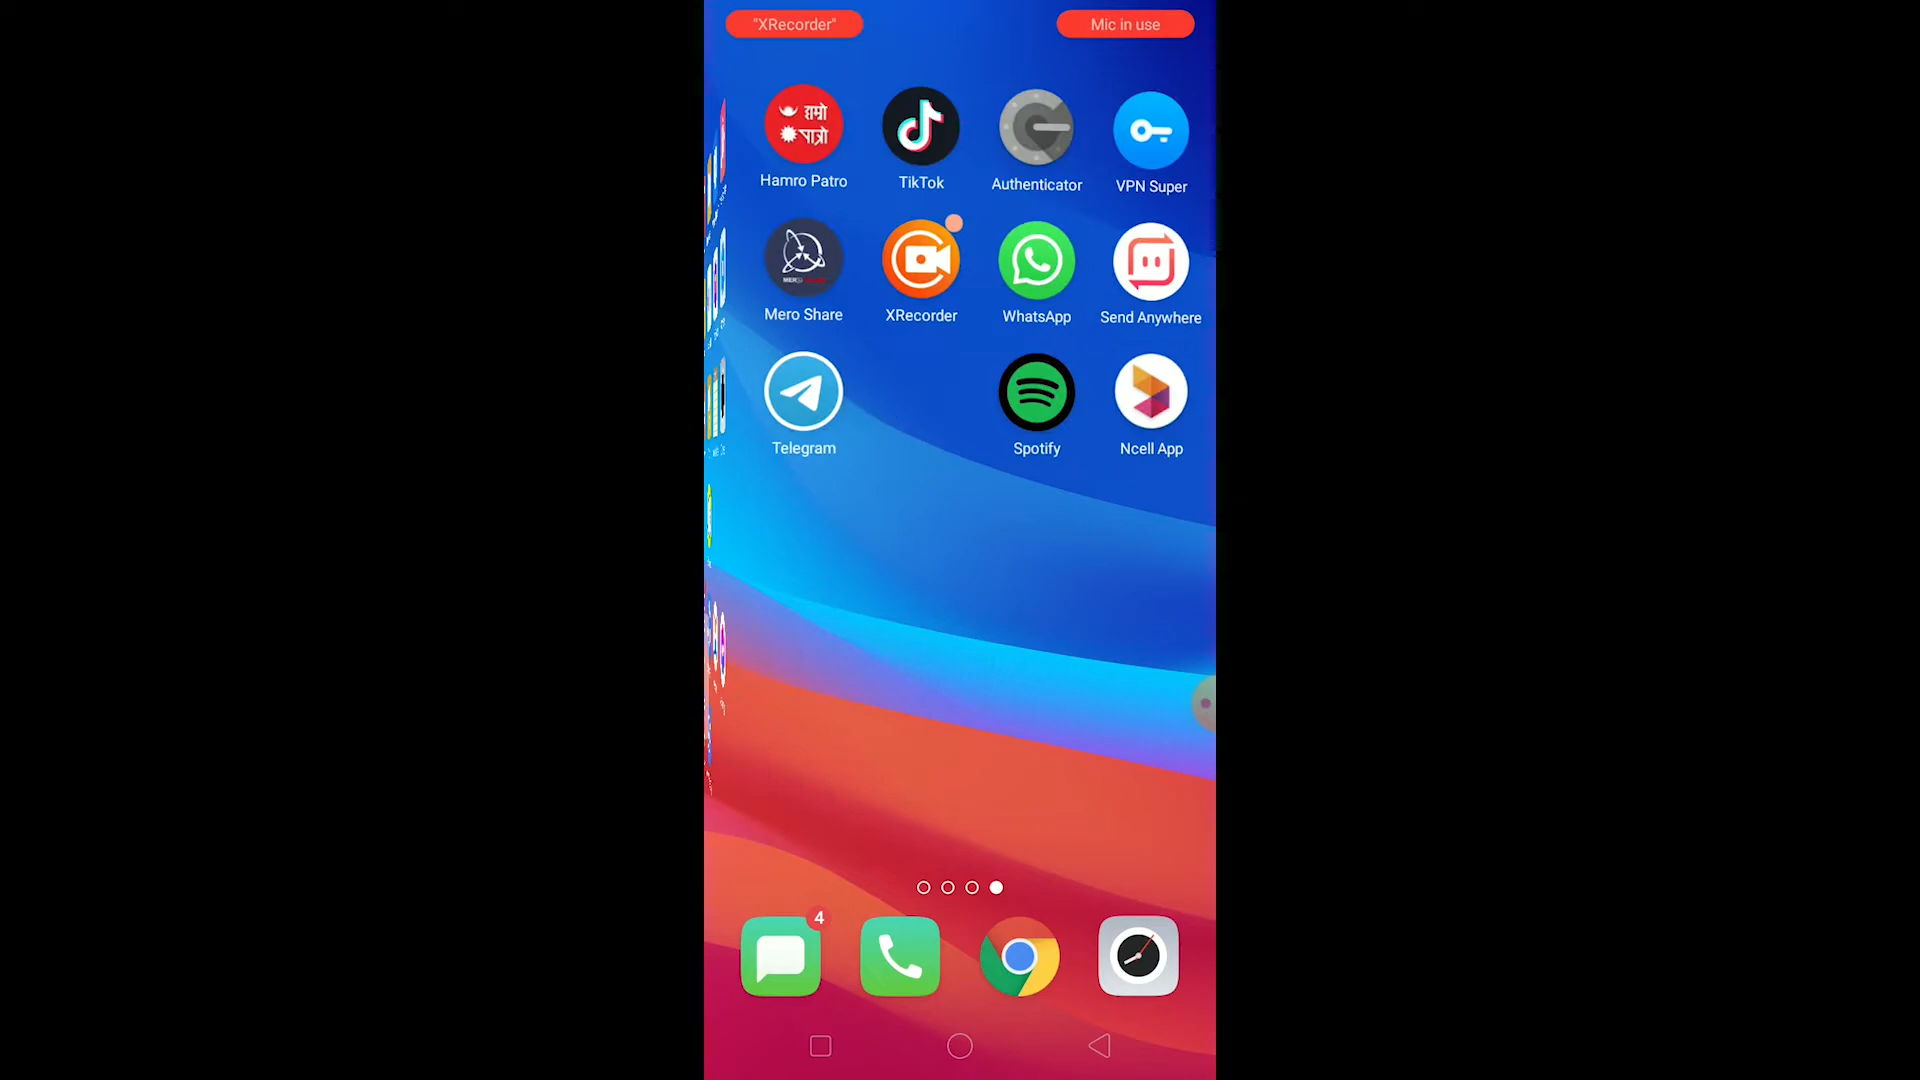 "XRecorder"
Mic in use
हाम्रो
पात्रो
Hamro Patro
TikTok
Authenticator
VPN Super
Mero Share
XRecorder
WhatsApp
Send Anywhere
Telegram
Spotify
Ncell App
4